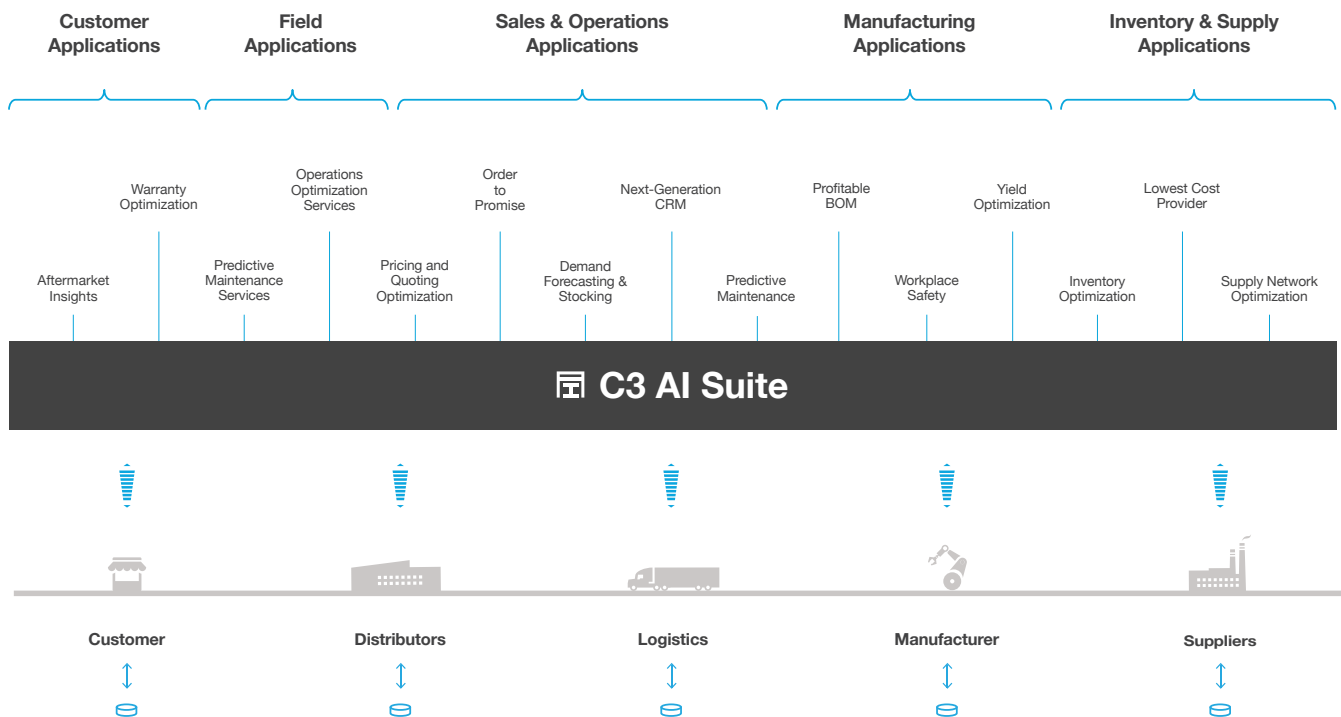 Customer
Applications
Field
Applications
Sales & Operations
Applications
Manufacturing
Applications
Inventory & Supply
Applications
Warranty
Optimization
Operations
Optimization
Services
Order
to
Promise
Next-Generation
CRM
Profitable
BOM
Yield
Optimization
Lowest Cost
Provider
Aftermarket
Insights
Predictive
Maintenance
Services
Pricing and
Quoting
Optimization
Demand
Forecasting &
Stocking
Predictive
Maintenance
Workplace
Safety
Inventory
Optimization
Supply Network
Optimization
C3 AI Suite
Customer
Distributors
Logistics
Manufacturer
Suppliers